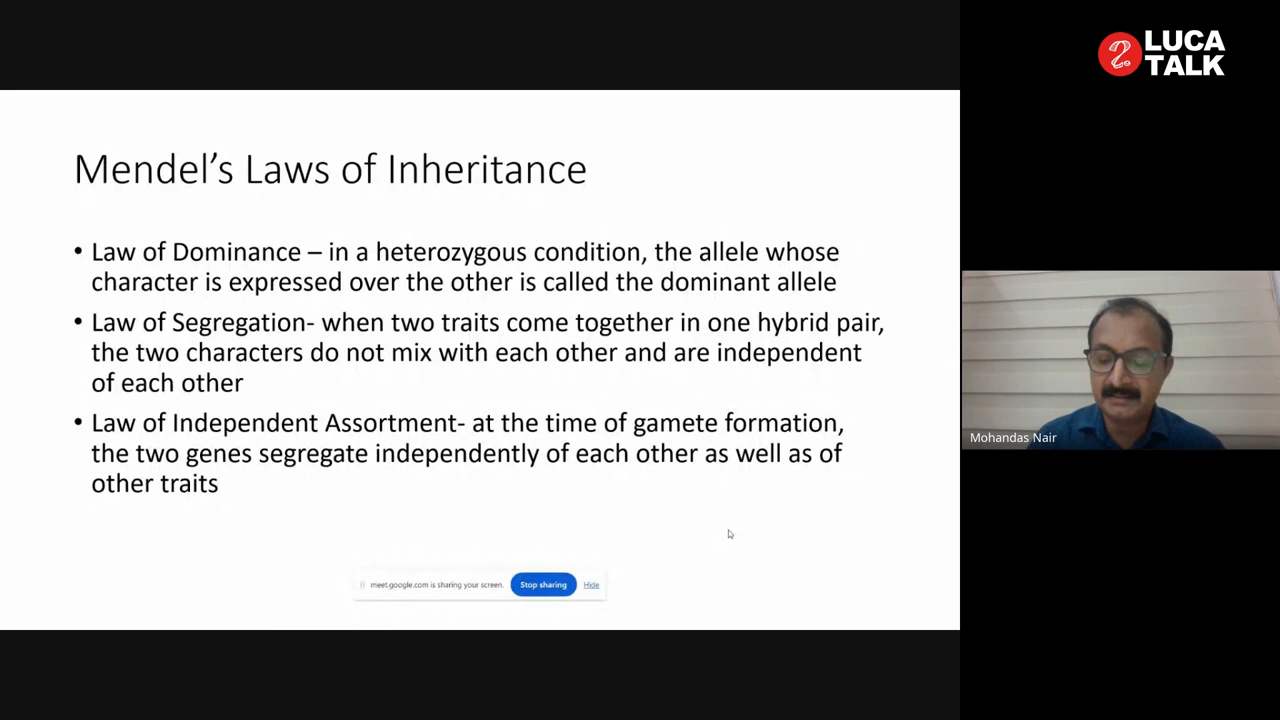 LUCA
TALK
Mendel's Laws of Inheritance
• Law of Dominance – in a heterozygous condition, the allele whose
character is expressed over the other is called the dominant allele
• Law of Segregation- when two traits come together in one hybrid pair,
the two characters do not mix with each other and are independent
of each other
• Law of Independent Assortment- at the time of gamete formation,
the two genes segregate independently of each other as well as of
other traits
Mohandas Nair
meet.google.com is sharing your screen. Stop sharing Hide